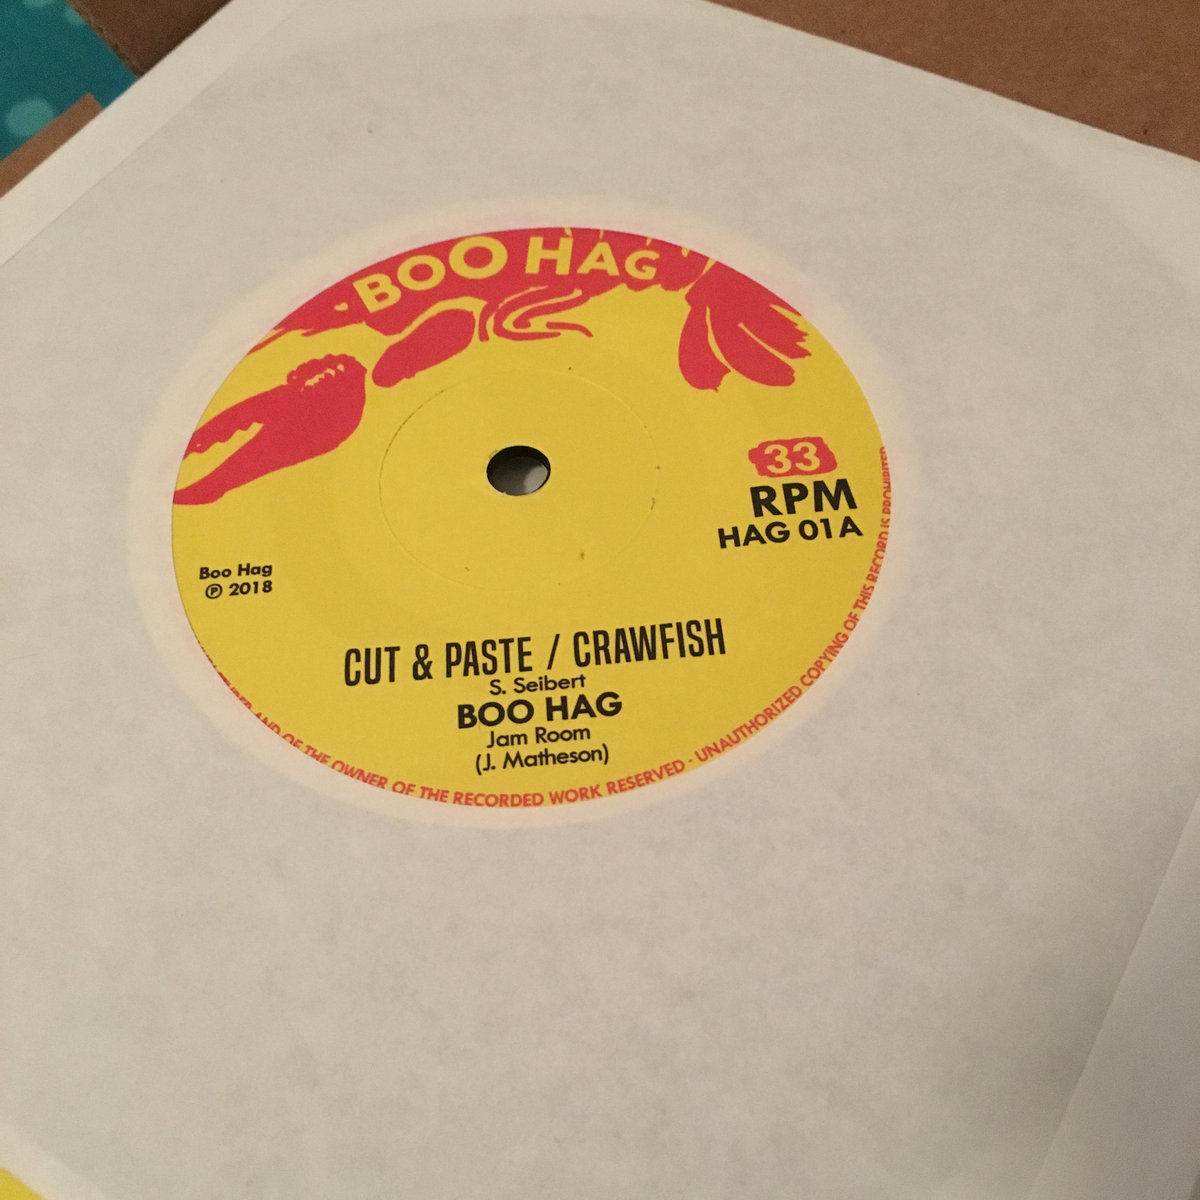 BOO HAG
33
RPM
HAG 01A
Boo Hag
℗ 2018
CUT & PASTE / CRAWFISH
S. Seibert
BOO HAG
Jam Room
(J. Matheson)
AND OF THE OWNER OF THE RECORDED WORK RESERVED · UNAUTHORIZED COPYING OF THIS RECORD IS PROHIBITED